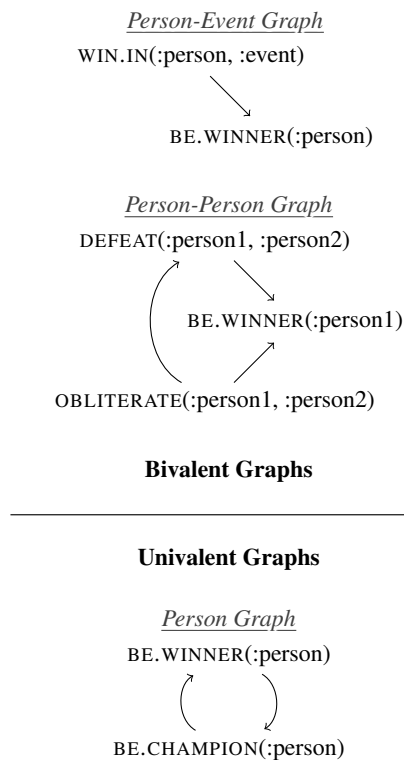 Person-Event Graph
WIN.IN(:person, :event)
BE.WINNER(:person)
Person-Person Graph
DEFEAT(:person1, :person2)
BE.WINNER(:person1)
OBLITERATE(:person1, :person2)
Bivalent Graphs
Univalent Graphs
Person Graph
BE.WINNER(:person)
BE.CHAMPION(:person)